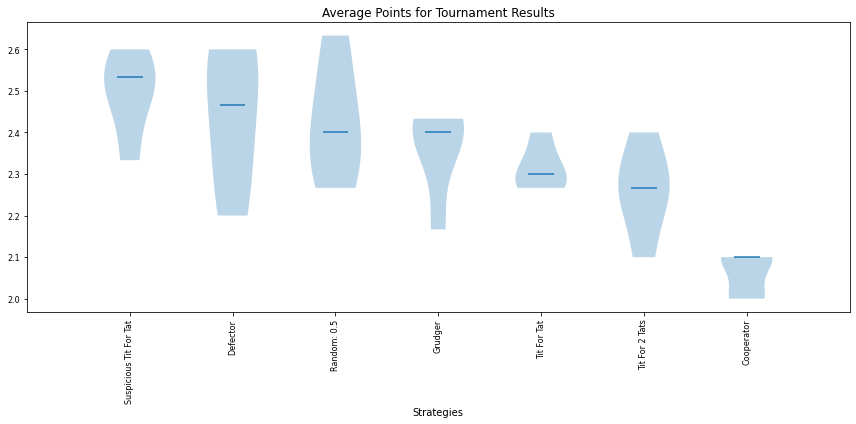 Average Points for Tournament Results
2.6
2.5
2.4
2.3
2.2
2.1
2.0
Suspicious Tit For Tat
Defector
Random: 0.5
Grudger
Tit For Tat
Tit For 2 Tats
Cooperator
Strategies